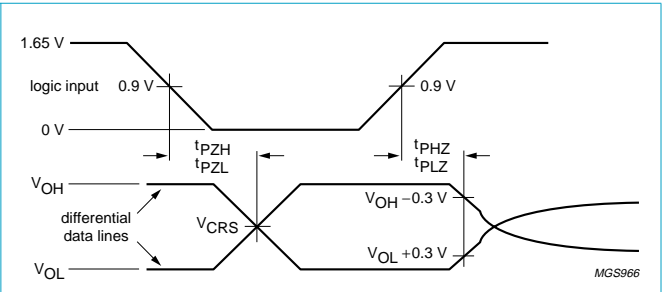 1.65 V
logic input
0.9 V
0.9 V
0 V
tPZH
tPZL
tPHZ
tPLZ
VOH
differential
data lines
VCRS
VOH −0.3 V
VOL +0.3 V
VOL
MGS966